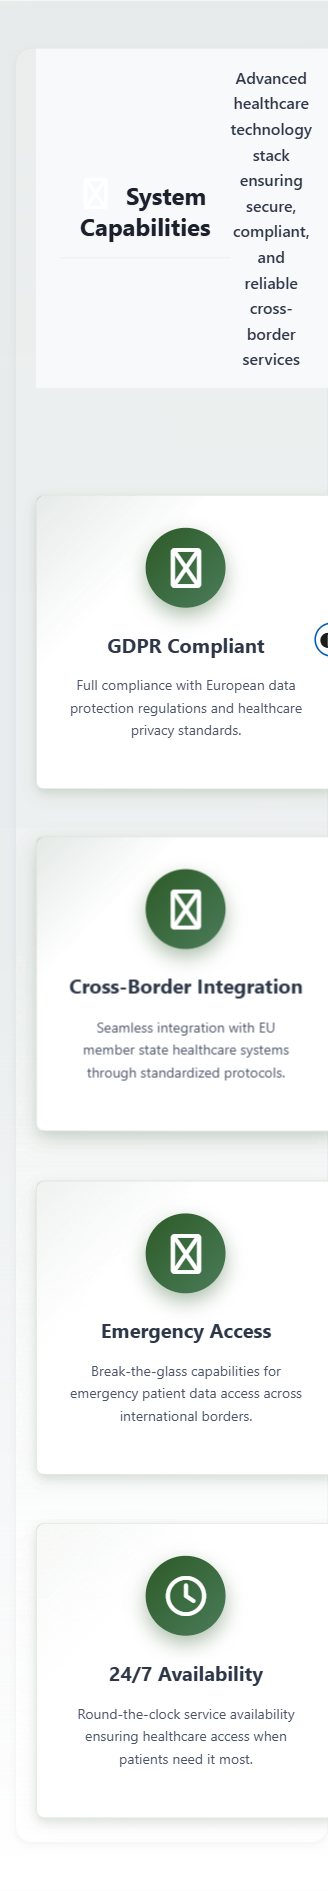 System
Capabilities
Advanced
healthcare
technology
stack
ensuring
secure,
compliant,
and
reliable
cross-
border
services
GDPR Compliant
Full compliance with European data
protection regulations and healthcare
privacy standards.
Cross-Border Integration
Seamless integration with EU
member state healthcare systems
through standardized protocols.
Emergency Access
Break-the-glass capabilities for
emergency patient data access across
international borders.
24/7 Availability
Round-the-clock service availability
ensuring healthcare access when
patients need it most.